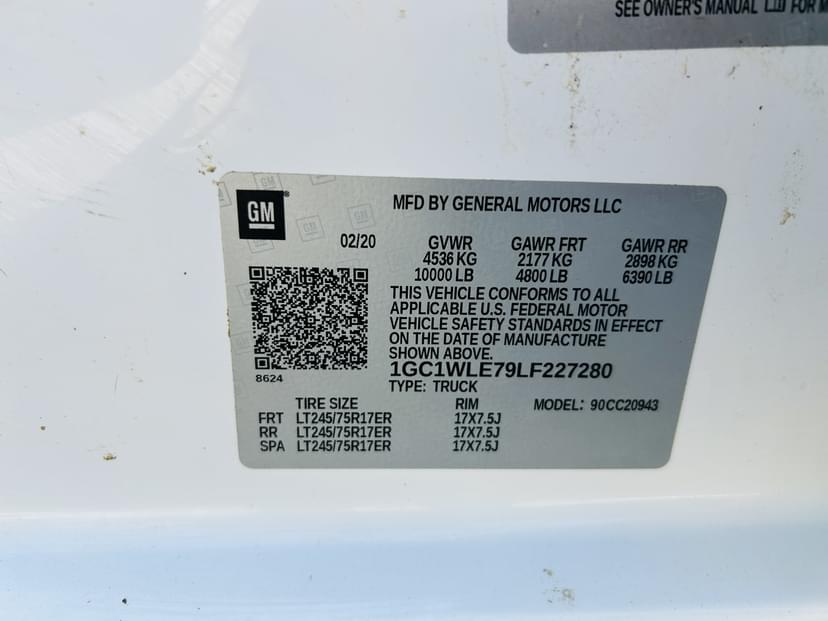 SEE OWNER'S MANUAL FOR
GM
®
MFD BY GENERAL MOTORS LLC
02/20 GVWR GAWR FRT GAWR RR
4536 KG 2177 KG 2898 KG
10000 LB 4800 LB 6390 LB
THIS VEHICLE CONFORMS TO ALL
APPLICABLE U.S. FEDERAL MOTOR
VEHICLE SAFETY STANDARDS IN EFFECT
ON THE DATE OF MANUFACTURE
SHOWN ABOVE.
8624
1GC1WLE79LF227280
TYPE: TRUCK
TIRE SIZE RIM MODEL: 90CC20943
FRT LT245/75R17ER 17X7.5J
RR LT245/75R17ER 17X7.5J
SPA LT245/75R17ER 17X7.5J